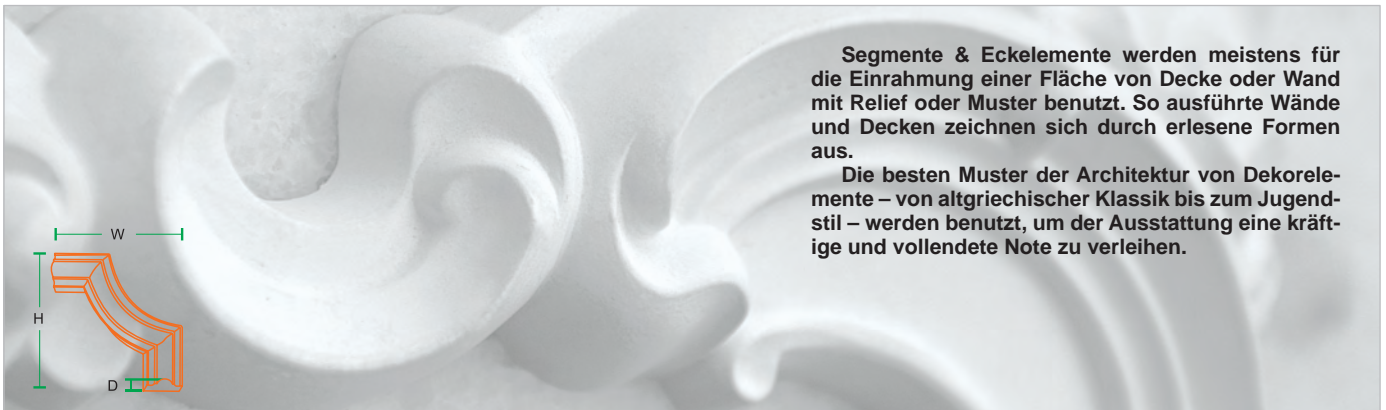 Segmente & Eckelemente werden meistens für
die Einrahmung einer Fläche von Decke oder Wand
mit Relief oder Muster benutzt. So ausführte Wände
und Decken zeichnen sich durch erlesene Formen
aus.
Die besten Muster der Architektur von Dekorele-
mente – von altgriechischer Klassik bis zum Jugend-
stil – werden benutzt, um der Ausstattung eine kräft-
ige und vollendete Note zu verleihen.
W
H
D